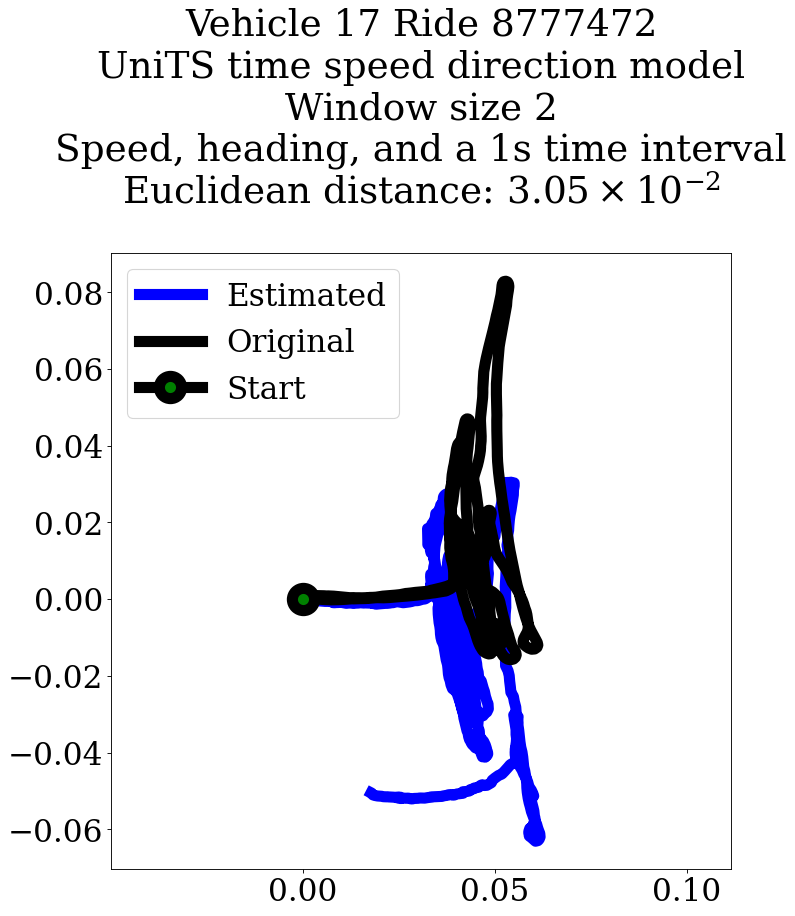 Vehicle 17 Ride 8777472
UniTS time speed direction model
Window size 2
Speed, heading, and a 1s time interval
Euclidean distance: 3.05 × 10⁻²
Estimated
Original
Start
0.08
0.06
0.04
0.02
0.00
−0.02
−0.04
−0.06
0.00 0.05 0.10